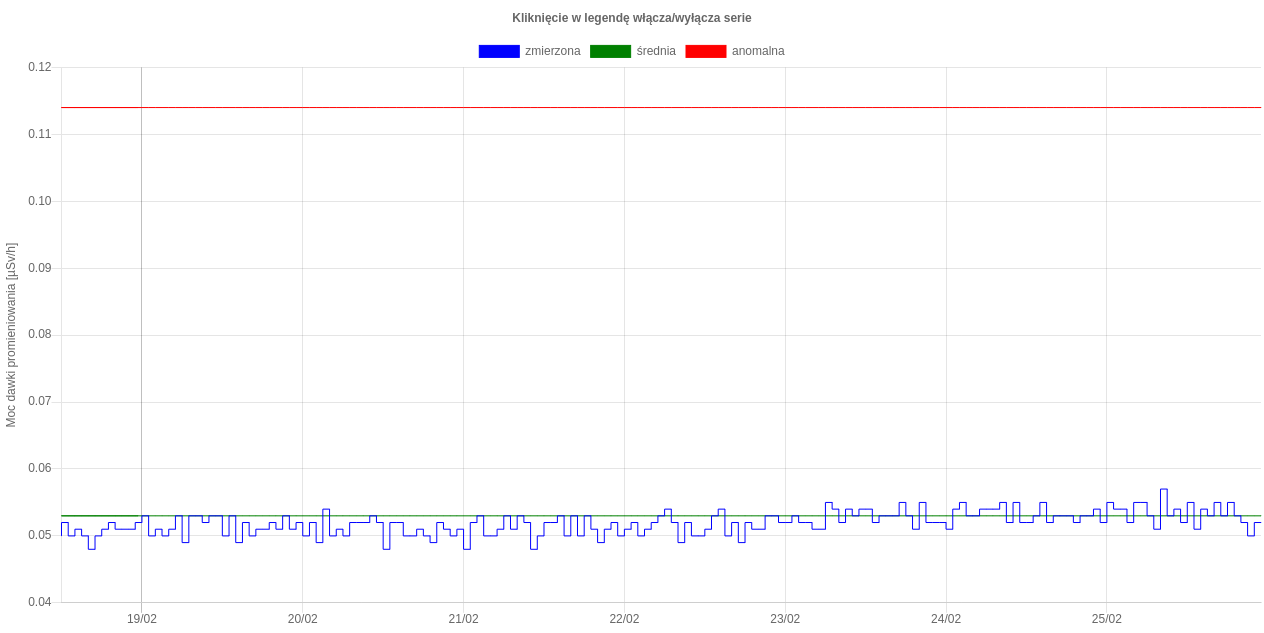 Kliknięcie w legendę włącza/wyłącza serie
zmierzona średnia anomalna
Moc dawki promieniowania [µSv/h]
0.12
0.11
0.10
0.09
0.08
0.07
0.06
0.05
0.04
19/02 20/02 21/02 22/02 23/02 24/02 25/02